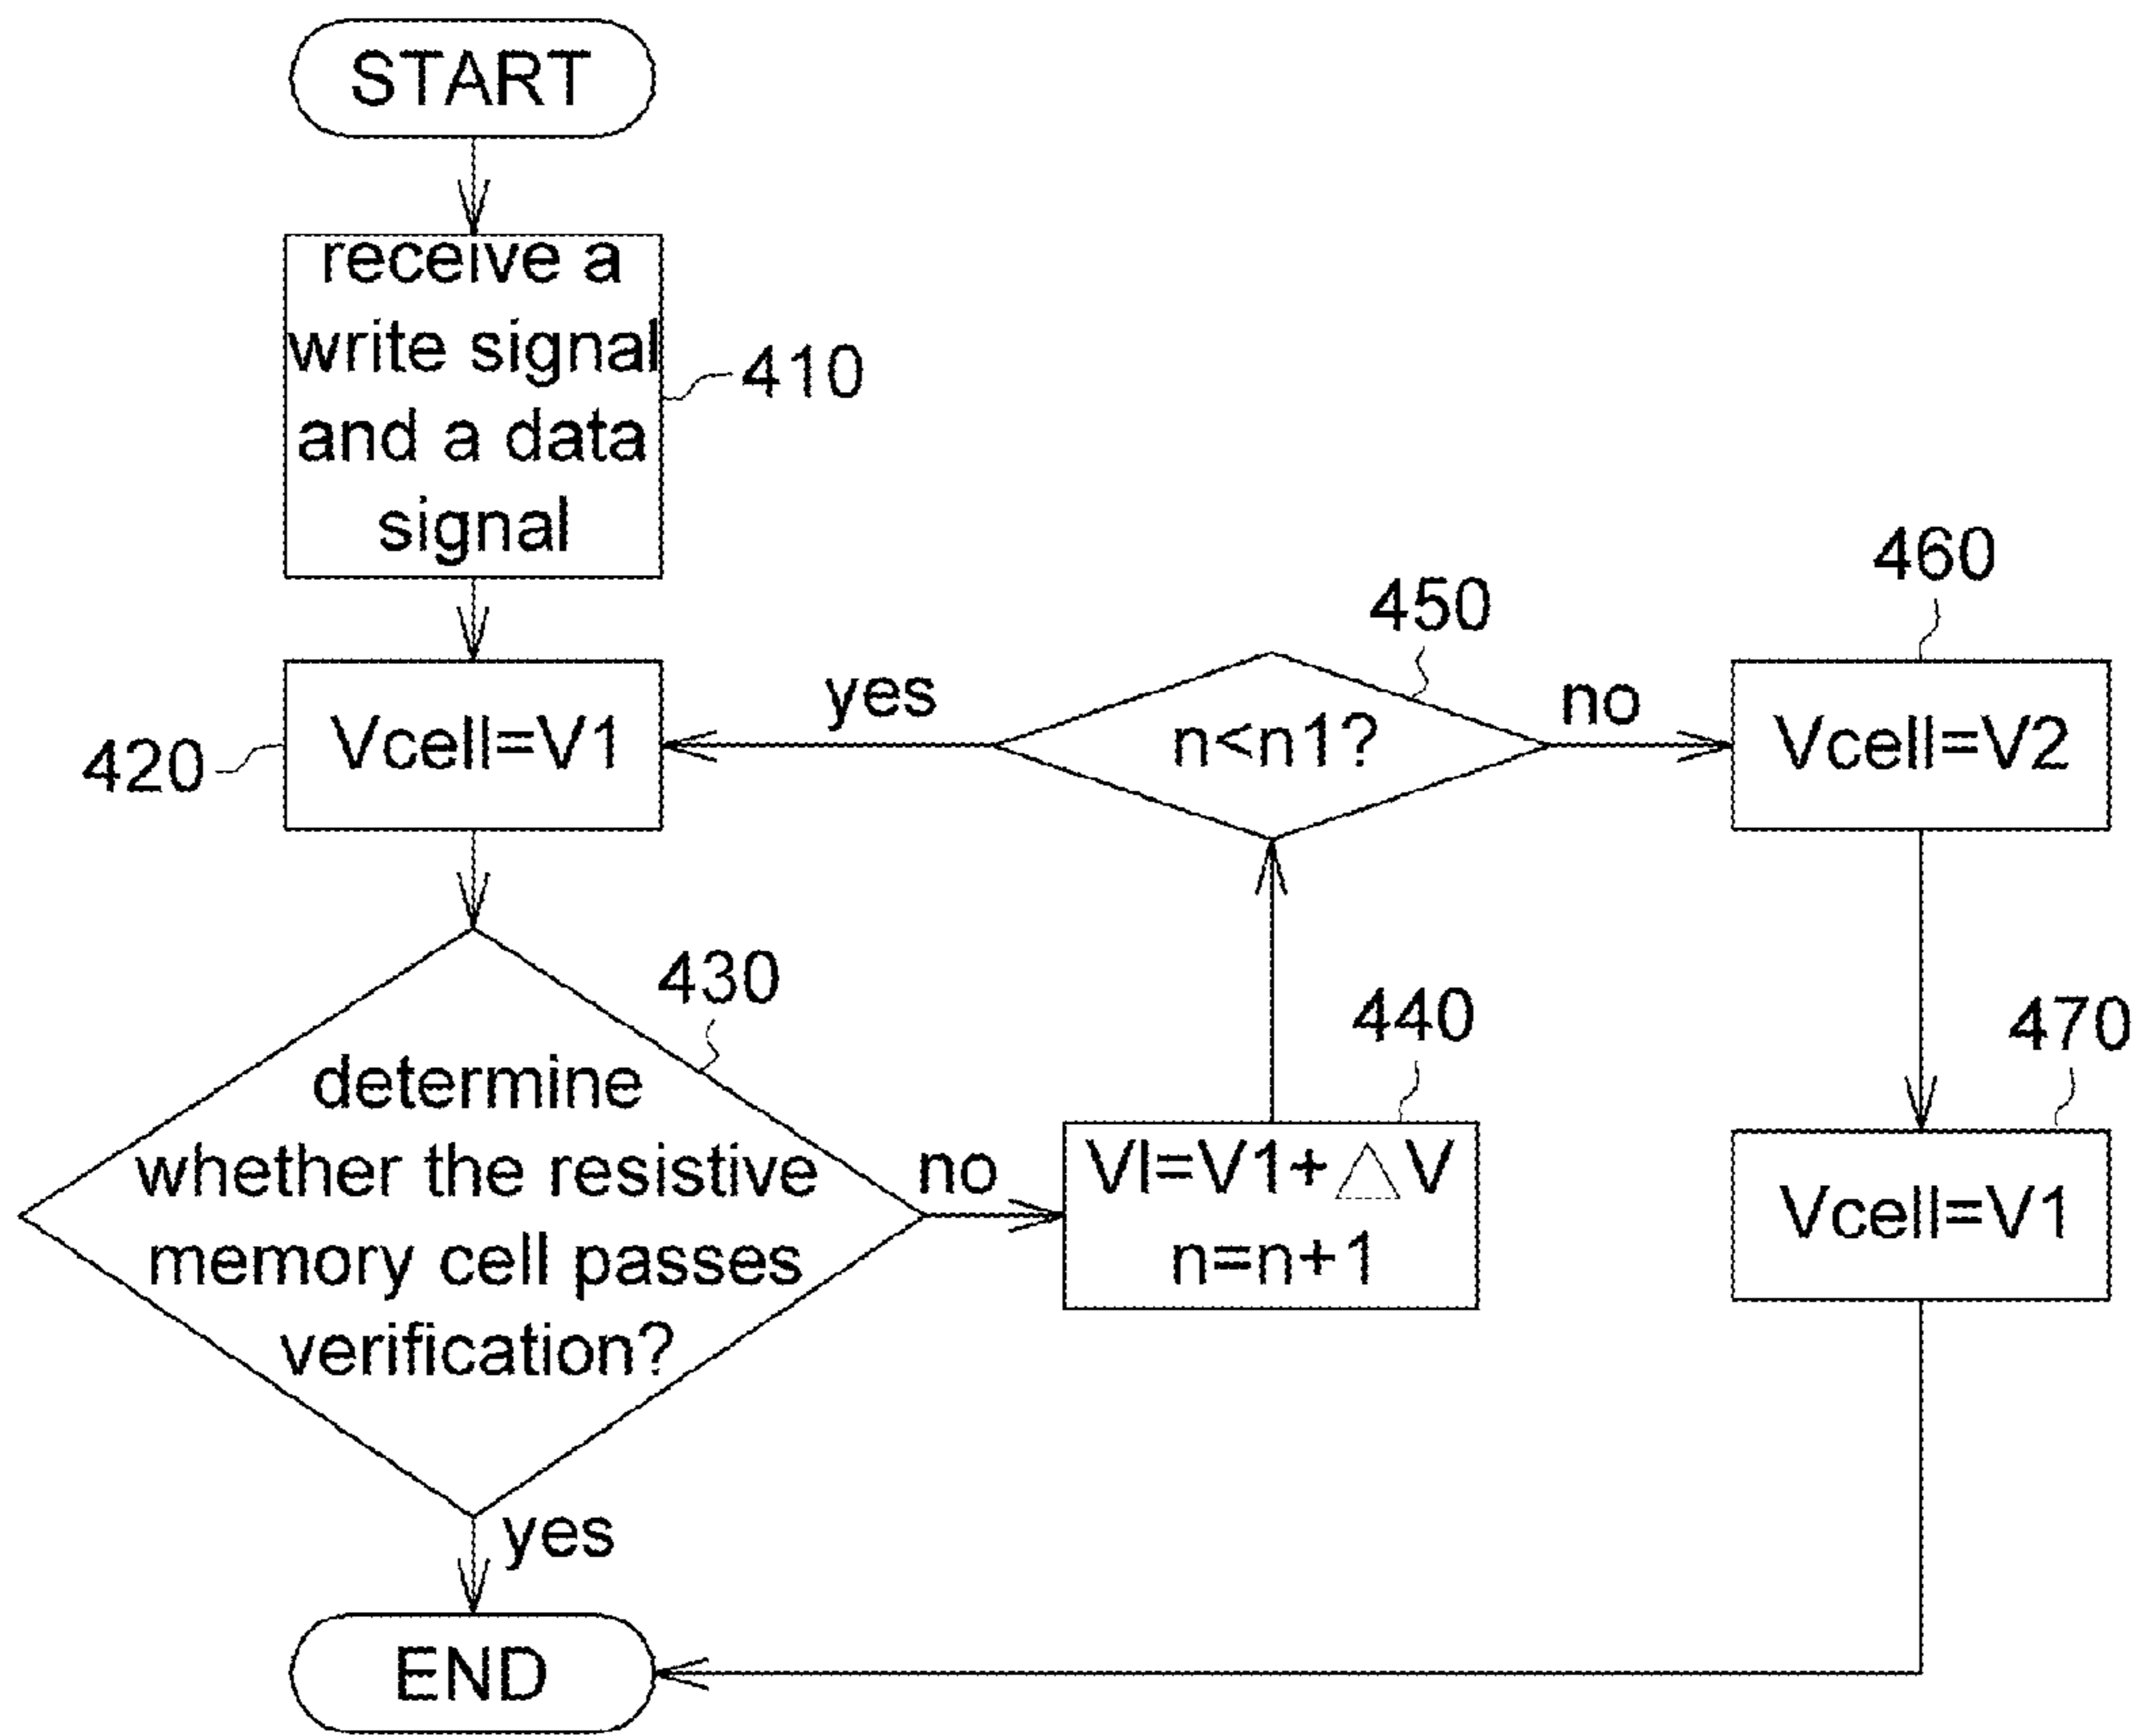 START
receive a
write signal
and a data
signal
410
Vcell=V1
420
yes
n<n1?
450
no
460
Vcell=V2
determine
whether the resistive
memory cell passes
verification?
430
no
440
VI=V1+△V
n=n+1
470
Vcell=V1
yes
END